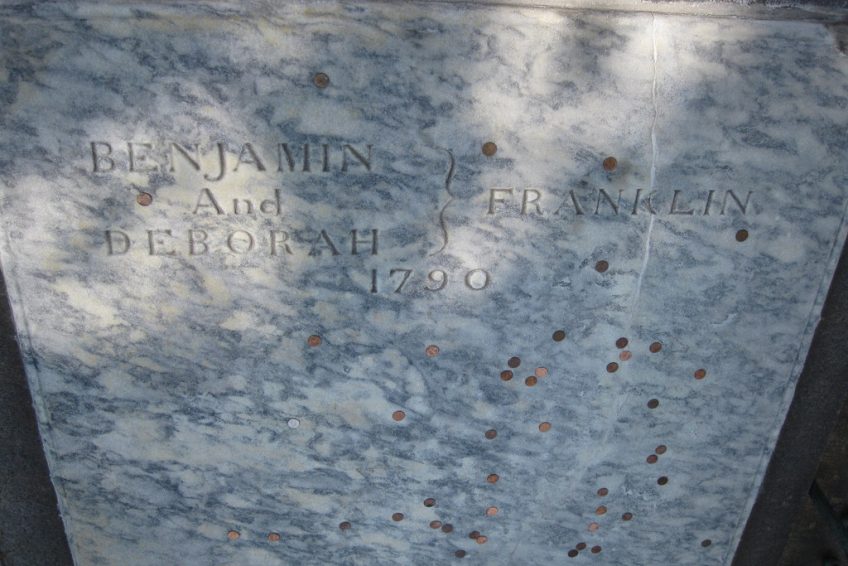 BENJAMIN
And
DEBORAH
FRANKLIN
1790